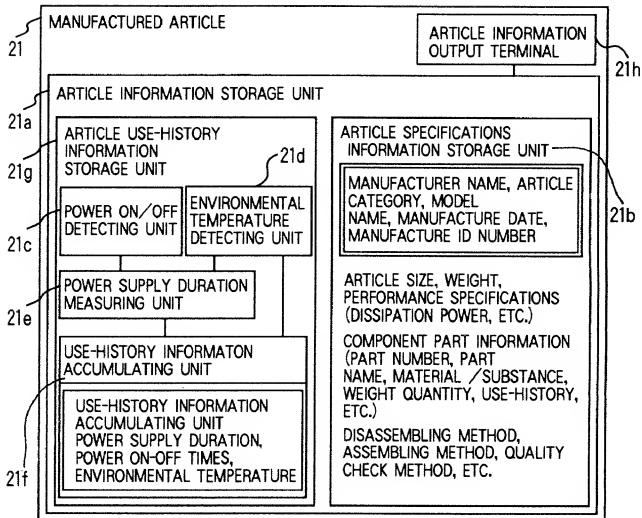 MANUFACTURED ARTICLE
21
ARTICLE INFORMATION
OUTPUT TERMINAL
21h
21a
ARTICLE INFORMATION STORAGE UNIT
ARTICLE USE-HISTORY
INFORMATION
STORAGE UNIT
21g
21d
POWER ON/OFF
DETECTING UNIT
21c
ENVIRONMENTAL
TEMPERATURE
DETECTING UNIT
POWER SUPPLY DURATION
MEASURING UNIT
21e
USE-HISTORY INFORMATON
ACCUMULATING UNIT
USE-HISTORY INFORMATION
ACCUMULATING UNIT
POWER SUPPLY DURATION,
POWER ON-OFF TIMES,
ENVIRONMENTAL TEMPERATURE
21f
ARTICLE SPECIFICATIONS
INFORMATION STORAGE UNIT
21b
MANUFACTURER NAME, ARTICLE
CATEGORY, MODEL
NAME, MANUFACTURE DATE,
MANUFACTURE ID NUMBER
ARTICLE SIZE, WEIGHT,
PERFORMANCE SPECIFICATIONS
(DISSIPATION POWER, ETC.)
COMPONENT PART INFORMATION
(PART NUMBER, PART
NAME, MATERIAL /SUBSTANCE,
WEIGHT QUANTITY, USE-HISTORY,
ETC.)
DISASSEMBLING METHOD,
ASSEMBLING METHOD, QUALITY
CHECK METHOD, ETC.